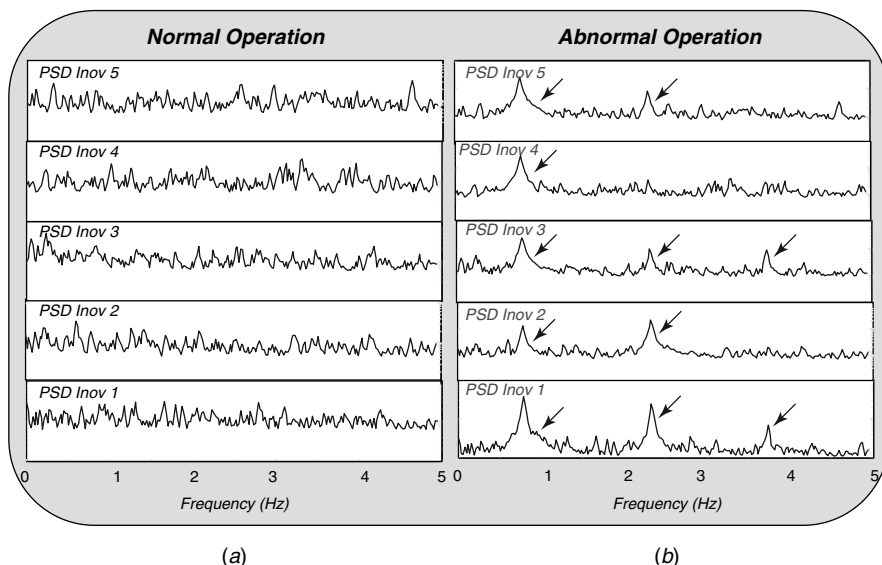 Normal Operation
PSD Inov 5
PSD Inov 4
PSD Inov 3
PSD Inov 2
PSD Inov 1
0 1 2 3 4 5
Frequency (Hz)
(a)
Abnormal Operation
PSD Inov 5
PSD Inov 4
PSD Inov 3
PSD Inov 2
PSD Inov 1
0 1 2 3 4 5
Frequency (Hz)
(b)